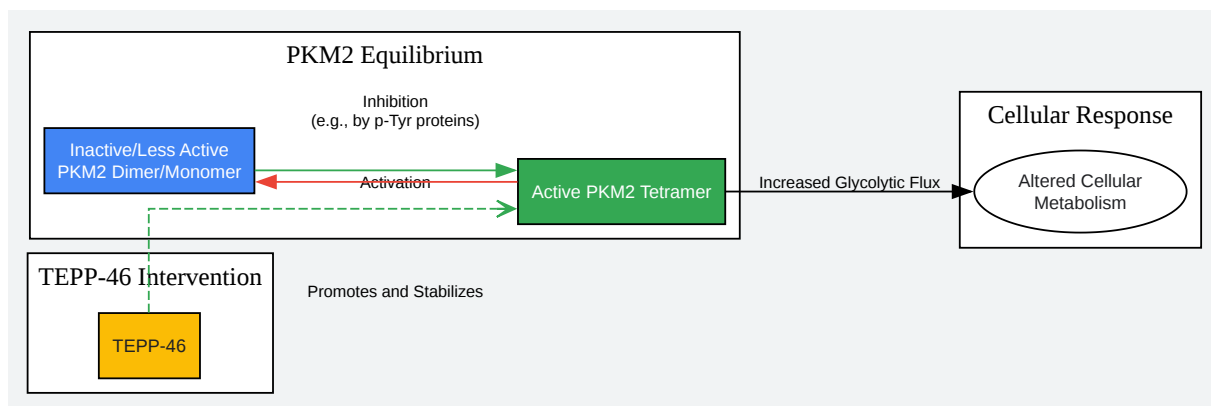 PKM2 Equilibrium
Inhibition
(e.g., by p-Tyr proteins)
Inactive/Less Active
PKM2 Dimer/Monomer
Activation
Active PKM2 Tetramer
Increased Glycolytic Flux
Cellular Response
Altered Cellular
Metabolism
TEPP-46 Intervention
Promotes and Stabilizes
TEPP-46